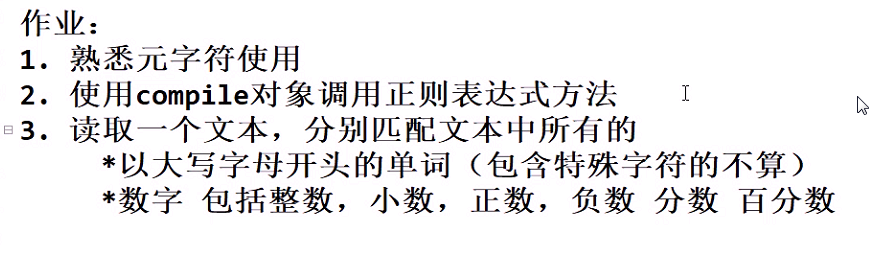 作业：
1. 熟悉元字符使用
2. 使用compile对象调用正则表达式方法
3. 读取一个文本，分别匹配文本中所有的
*以大写字母开头的单词（包含特殊字符的不算）
*数字 包括整数，小数，正数，负数 分数 百分数